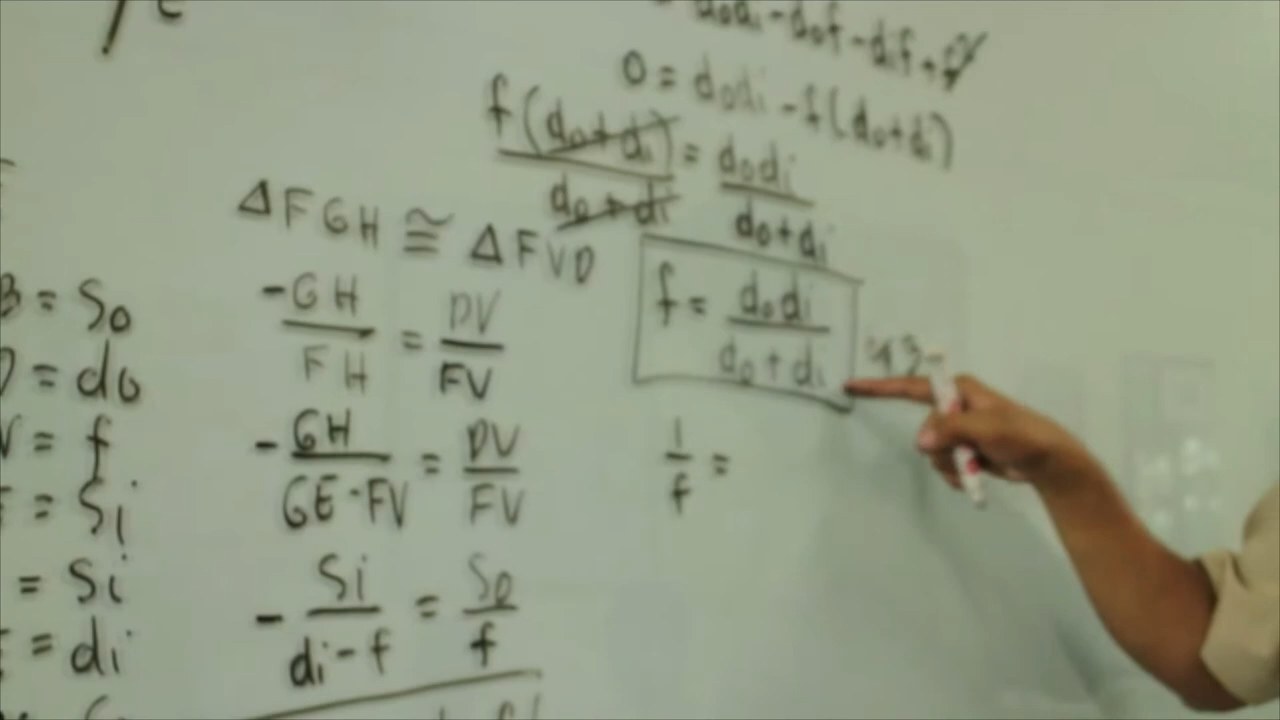 = dodi - dof - dif + f²
0 = dodi - f(do+di)
f(do+di) / do+di = dodi / do+di
f = dodi / do+di
1/f =
ΔFGH ≅ ΔFVD
-GH / FH = DV / FV
-GH / GE-FV = DV / FV
-Si / di-f = So / f
B = So
D = do
V = f
= Si
= Si
= di